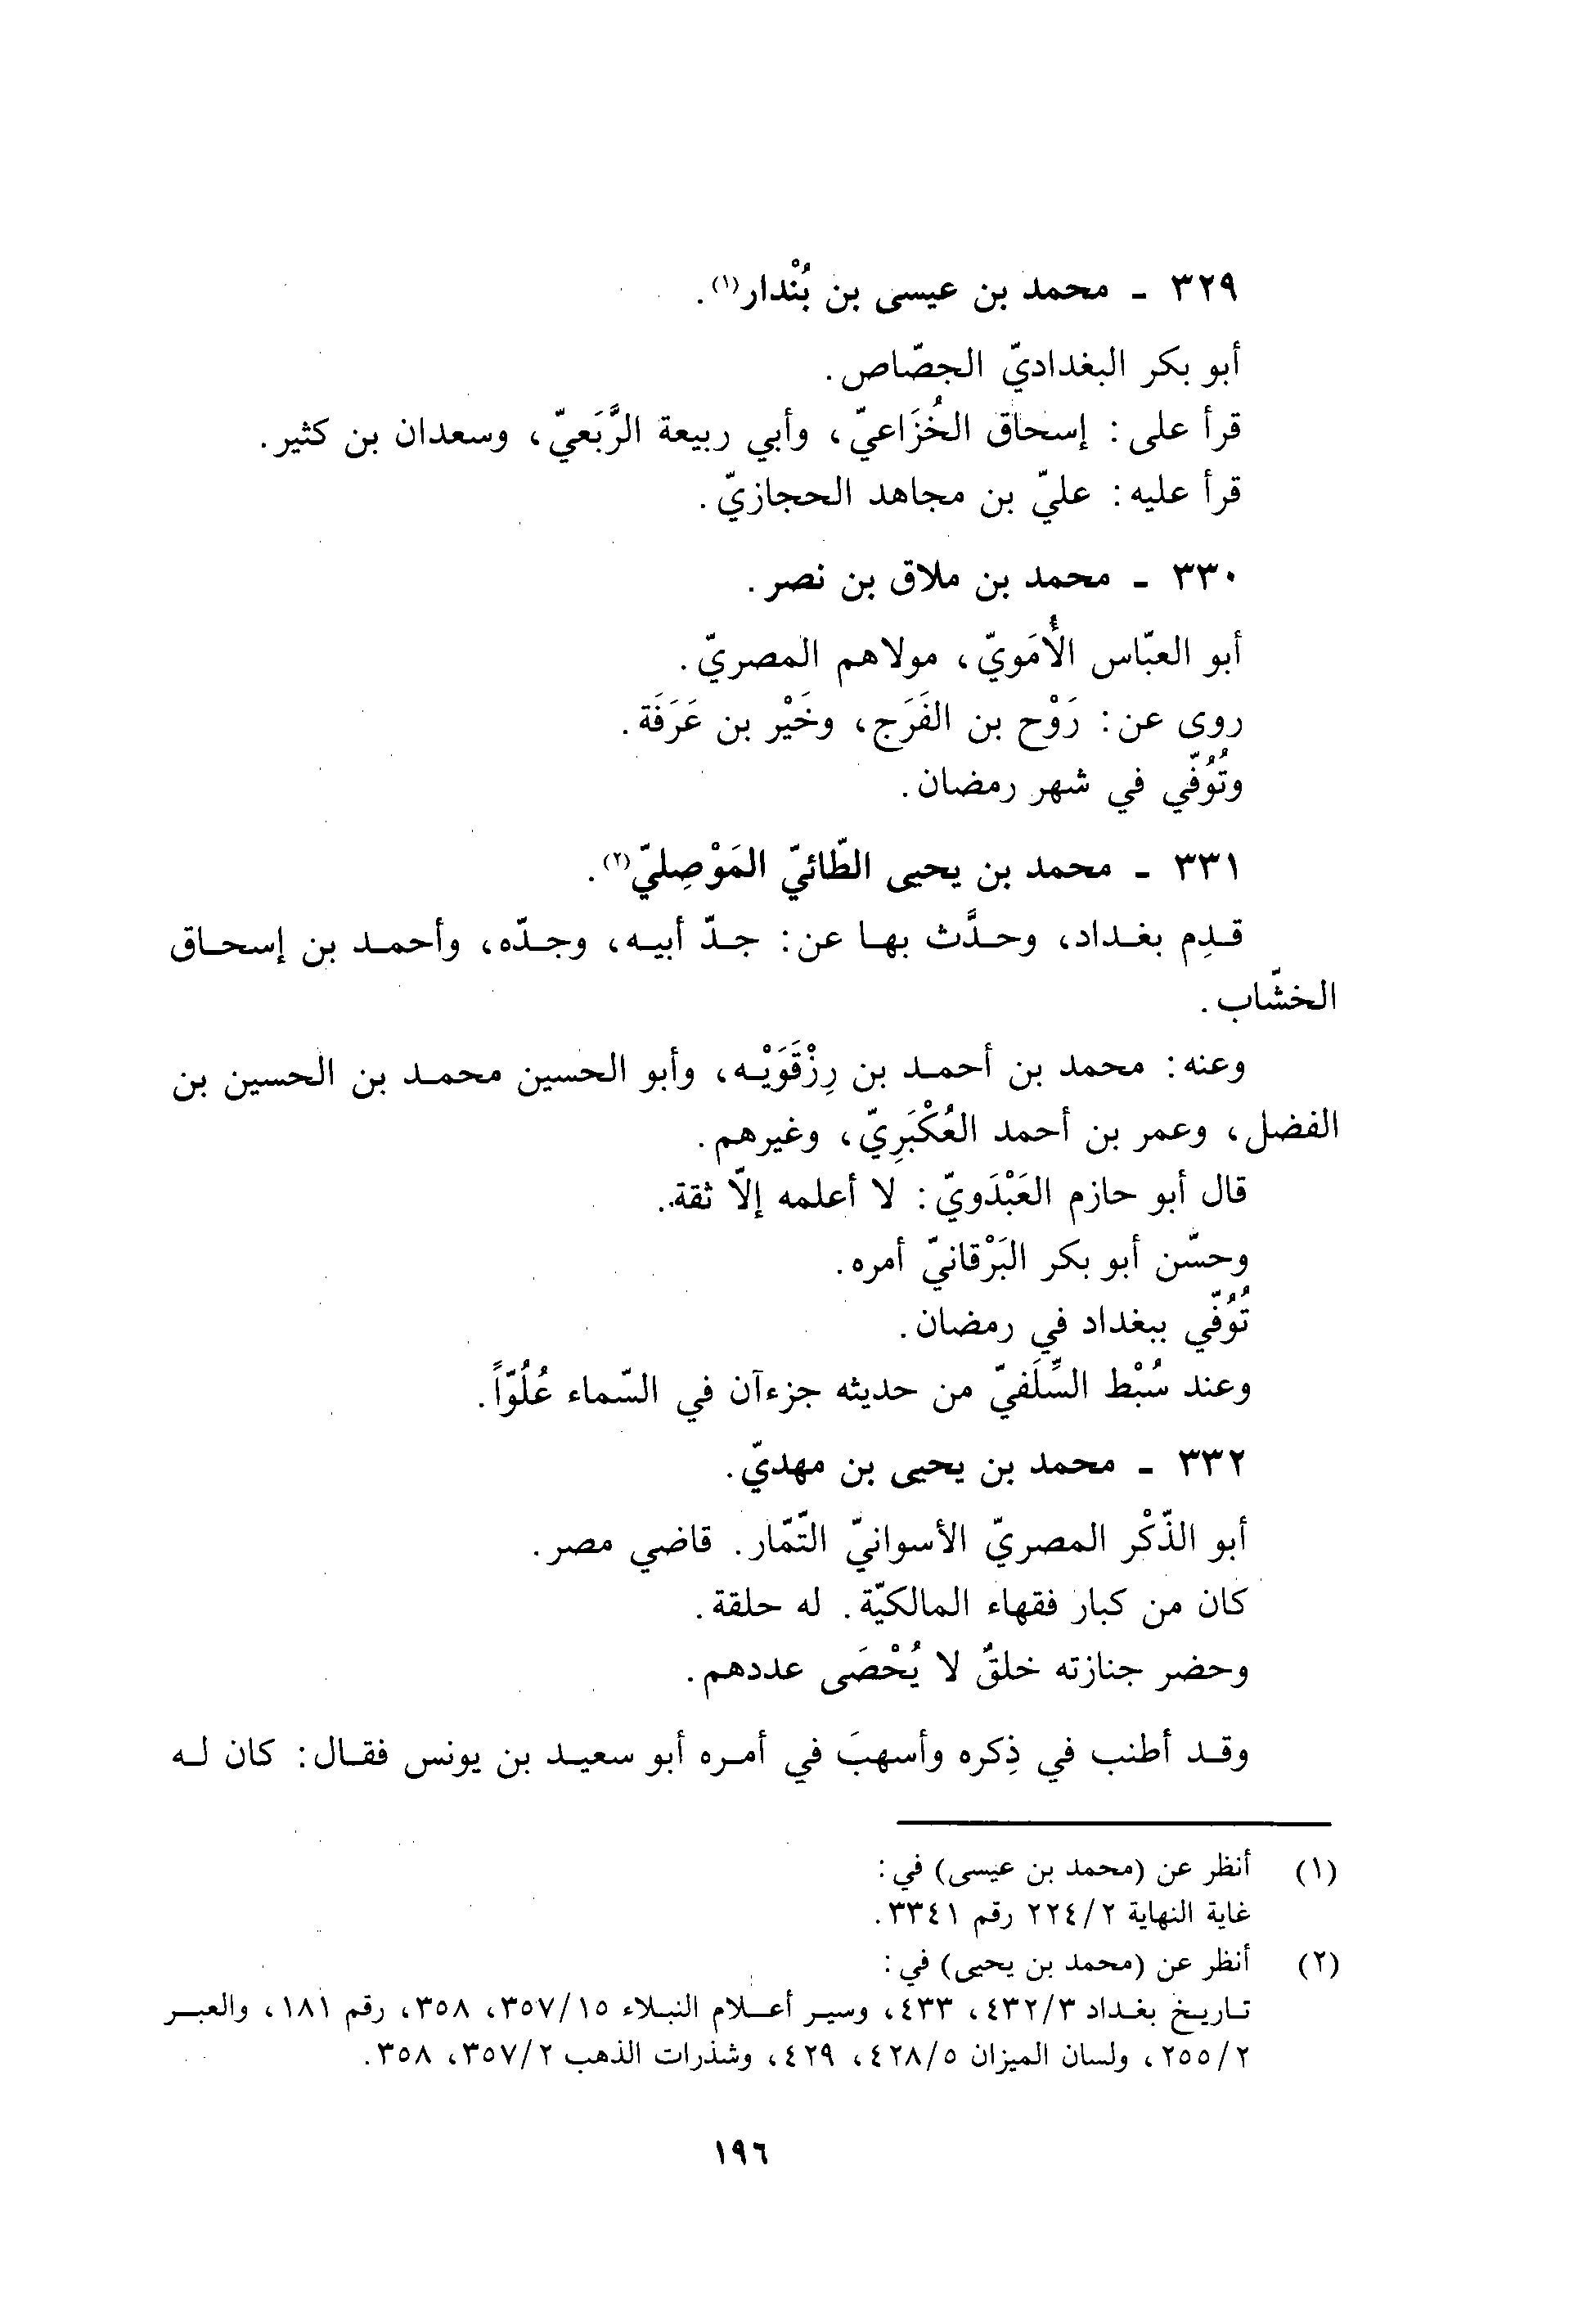 ٣٢٩ ـ محمد بن عيسى بن بُنْدار(١).
أبو بكر البغداديّ الجصّاص.
قرأ على: إسحاق الخُزَاعيّ، وأبي ربيعة الرَّبَعيّ، وسعدان بن كثير.
قرأ عليه: عليّ بن مجاهد الحجازيّ.
٣٣٠ ـ محمد بن ملاق بن نصر.
أبو العبّاس الأُمَويّ، مولاهم المصريّ.
روى عن: رَوْح بن الفَرَج، وخَيْر بن عَرَفَة.
وتُوُفّي في شهر رمضان.
٣٣١ ـ محمد بن يحيى الطّائيّ المَوْصِليّ(٢).
قدِم بغداد، وحدَّث بها عن: جدّ أبيه، وجدّه، وأحمد بن إسحاق
الخشّاب.
وعنه: محمد بن أحمد بن رِزْقَوَيْه، وأبو الحسين محمد بن الحسين بن
الفضل، وعمر بن أحمد العُكْبَرِيّ، وغيرهم.
قال أبو حازم العَبْدَويّ: لا أعلمه إلّا ثقة.
وحسّن أبو بكر البَرْقانيّ أمره.
تُوُفّي ببغداد في رمضان.
وعند سُبْط السِّلَفيّ من حديثه جزءآن في السّماء عُلُوّاً.
٣٣٢ ـ محمد بن يحيى بن مهديّ.
أبو الذّكْر المصريّ الأسوانيّ التّمّار. قاضي مصر.
كان من كبار فقهاء المالكيّة. له حلقة.
وحضر جنازته خلقٌ لا يُحْصَى عددهم.
وقد أطنب في ذِكره وأسهبَ في أمره أبو سعيد بن يونس فقال: كان له
(١) أنظر عن (محمد بن عيسى) في:
غاية النهاية ٢/٢٢٤ رقم ٣٣٤١.
(٢) أنظر عن (محمد بن يحيى) في:
تاريخ بغداد ٣/٤٣٢، ٤٣٣، وسير أعلام النبلاء ١٥/٣٥٧، ٣٥٨، رقم ١٨١، والعبر
٢/٢٥٥، ولسان الميزان ٥/٤٢٨، ٤٢٩، وشذرات الذهب ٢/٣٥٧، ٣٥٨.
١٩٦